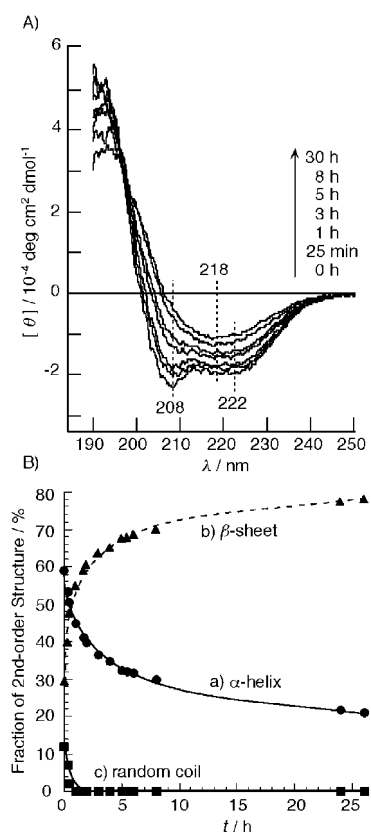 A)
6
4
2
0
-2
[θ] / 10⁻⁴ deg cm² dmol⁻¹
30 h
8 h
5 h
3 h
1 h
25 min
0 h
218
208
222
190 200 210 220 230 240 250
λ / nm
B)
80
70
60
50
40
30
20
10
0
Fraction of 2nd-order Structure / %
b) β-sheet
a) α-helix
c) random coil
0 5 10 15 20 25
t / h